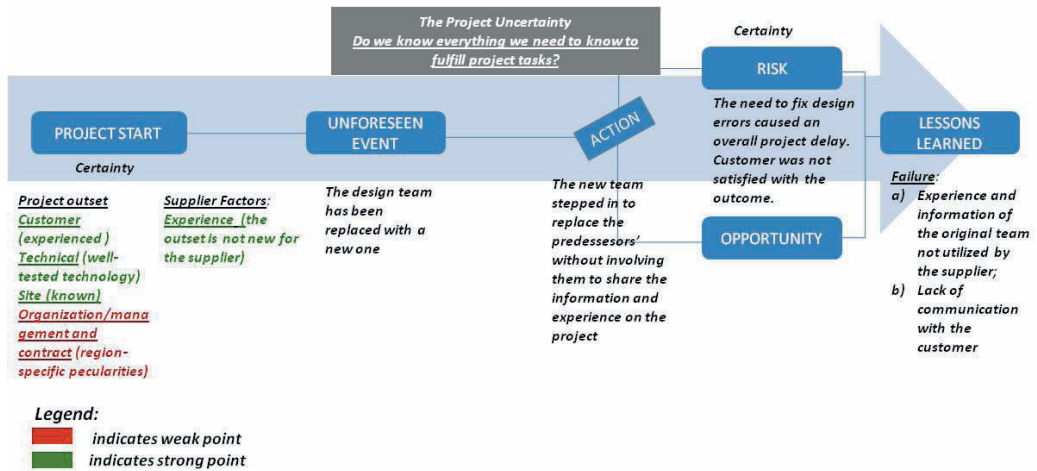 The Project Uncertainty
Do we know everything we need to know to
fulfill project tasks?
PROJECT START
Certainty
Project outset
Customer
(experienced )
Technical (well-
tested technology)
Site (known)
Organization/mana
gement and
contract (region-
specific pecularities)
Supplier Factors:
Experience (the
outset is not new for
the supplier)
UNFORESEEN
EVENT
The design team
has been
replaced with a
new one
ACTION
The new team
stepped in to
replace the
predessesors’
without involving
them to share the
information and
experience on the
project
Certainty
RISK
The need to fix design
errors caused an
overall project delay.
Customer was not
satisfied with the
outcome.
OPPORTUNITY
LESSONS
LEARNED
Failure:
a) Experience and
information of
the original team
not utilized by
the supplier;
b) Lack of
communication
with the
customer
Legend:
indicates weak point
indicates strong point